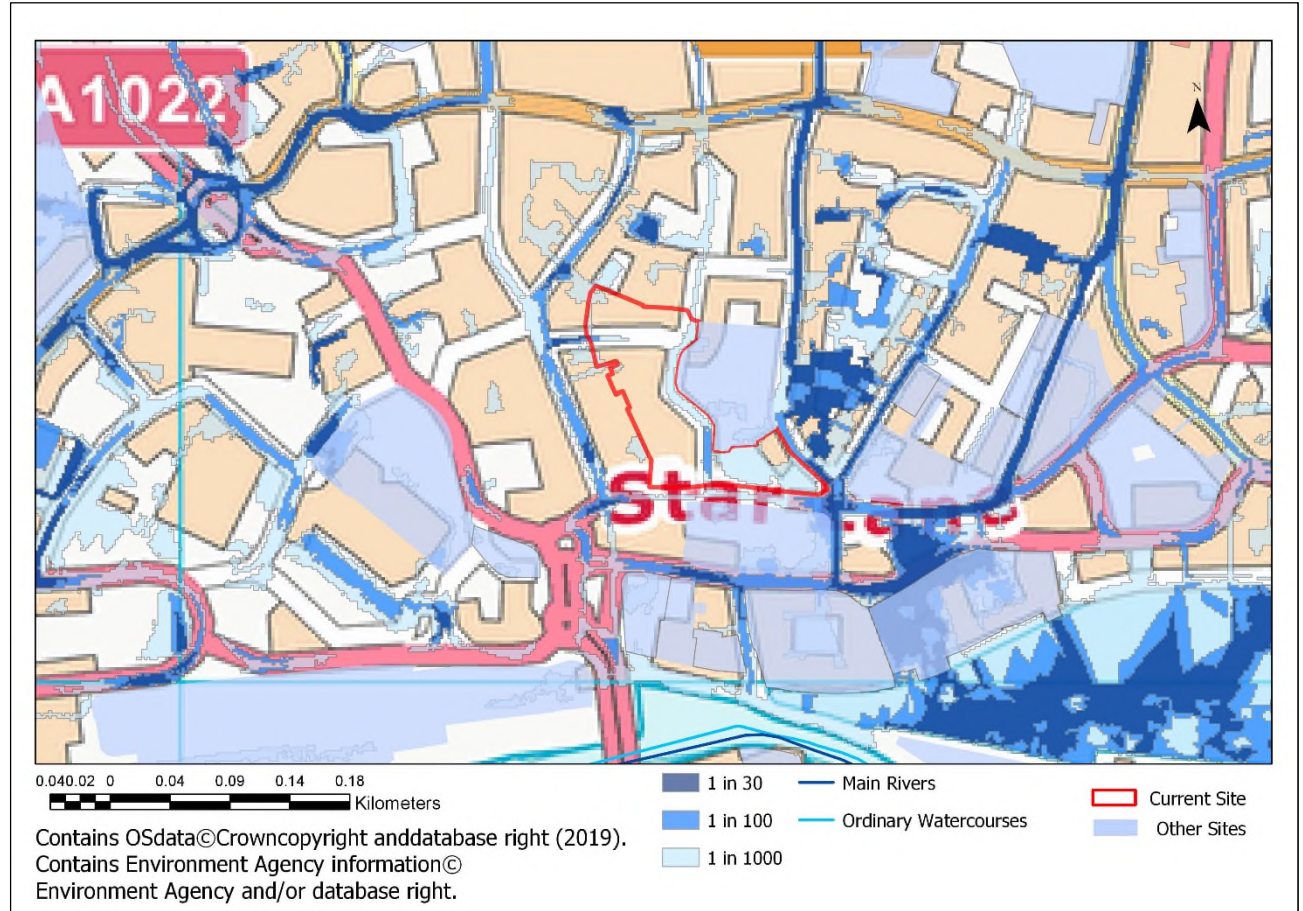 A1022
N
Star Lane
0.040.02 0 0.04 0.09 0.14 0.18
Kilometers
1 in 30
1 in 100
1 in 1000
Main Rivers
Ordinary Watercourses
Current Site
Other Sites
Contains OSdata©Crowncopyright anddatabase right (2019).
Contains Environment Agency information©
Environment Agency and/or database right.